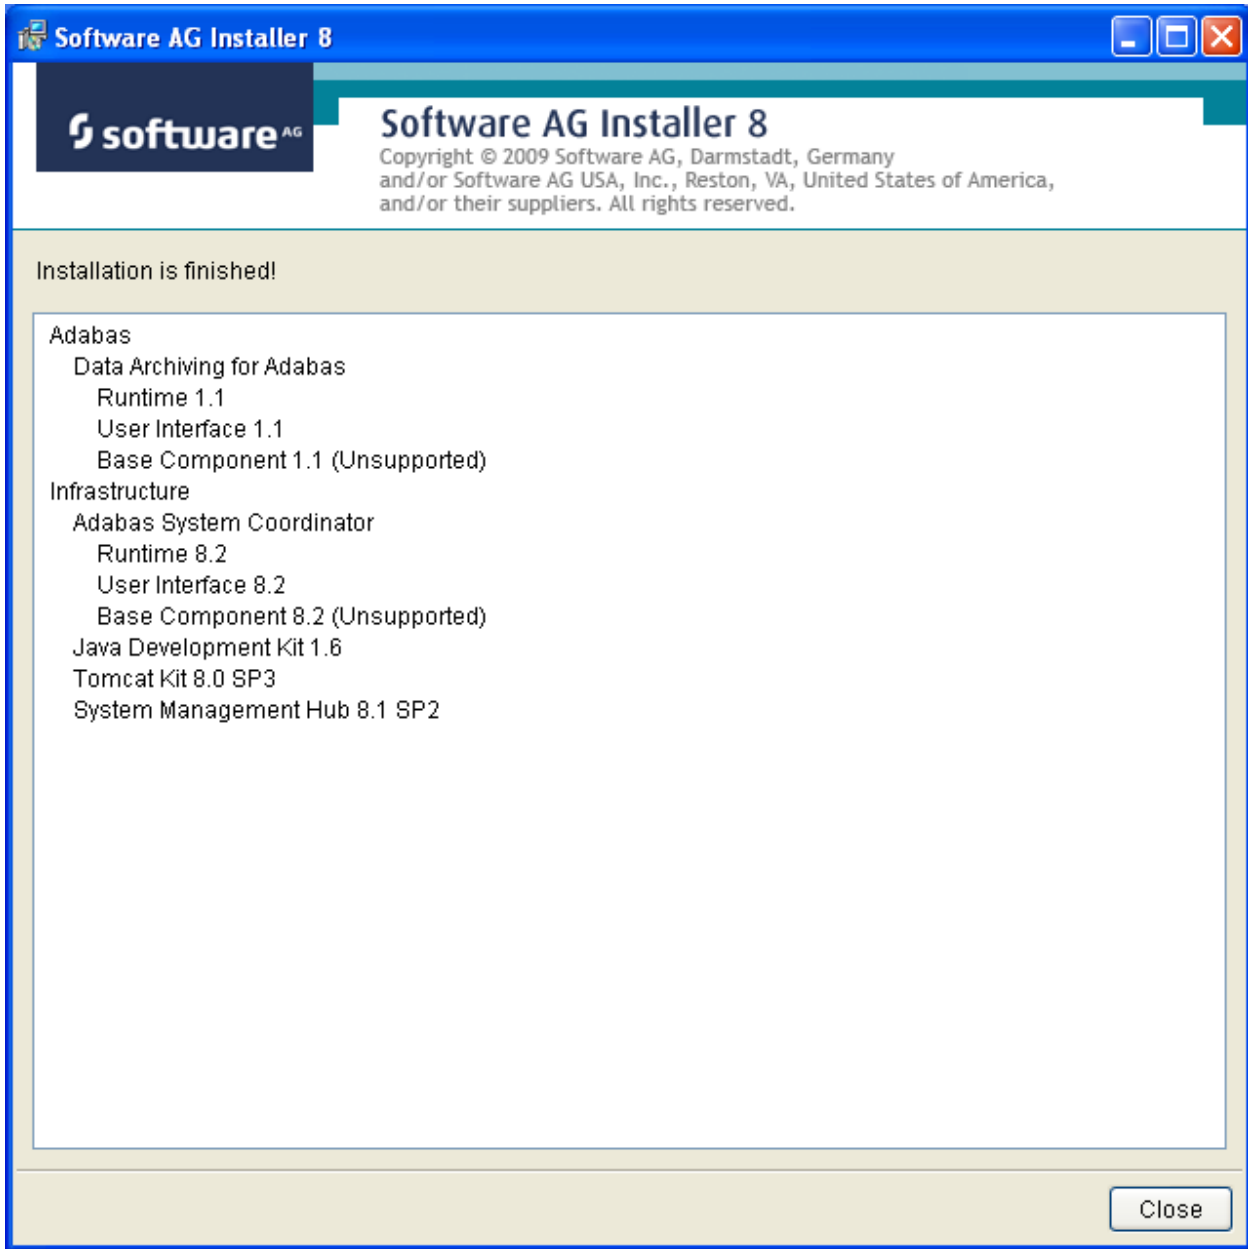 Software AG Installer 8
software AG
Software AG Installer 8
Copyright © 2009 Software AG, Darmstadt, Germany
and/or Software AG USA, Inc., Reston, VA, United States of America,
and/or their suppliers. All rights reserved.
Installation is finished!
Adabas
Data Archiving for Adabas
Runtime 1.1
User Interface 1.1
Base Component 1.1 (Unsupported)
Infrastructure
Adabas System Coordinator
Runtime 8.2
User Interface 8.2
Base Component 8.2 (Unsupported)
Java Development Kit 1.6
Tomcat Kit 8.0 SP3
System Management Hub 8.1 SP2
Close